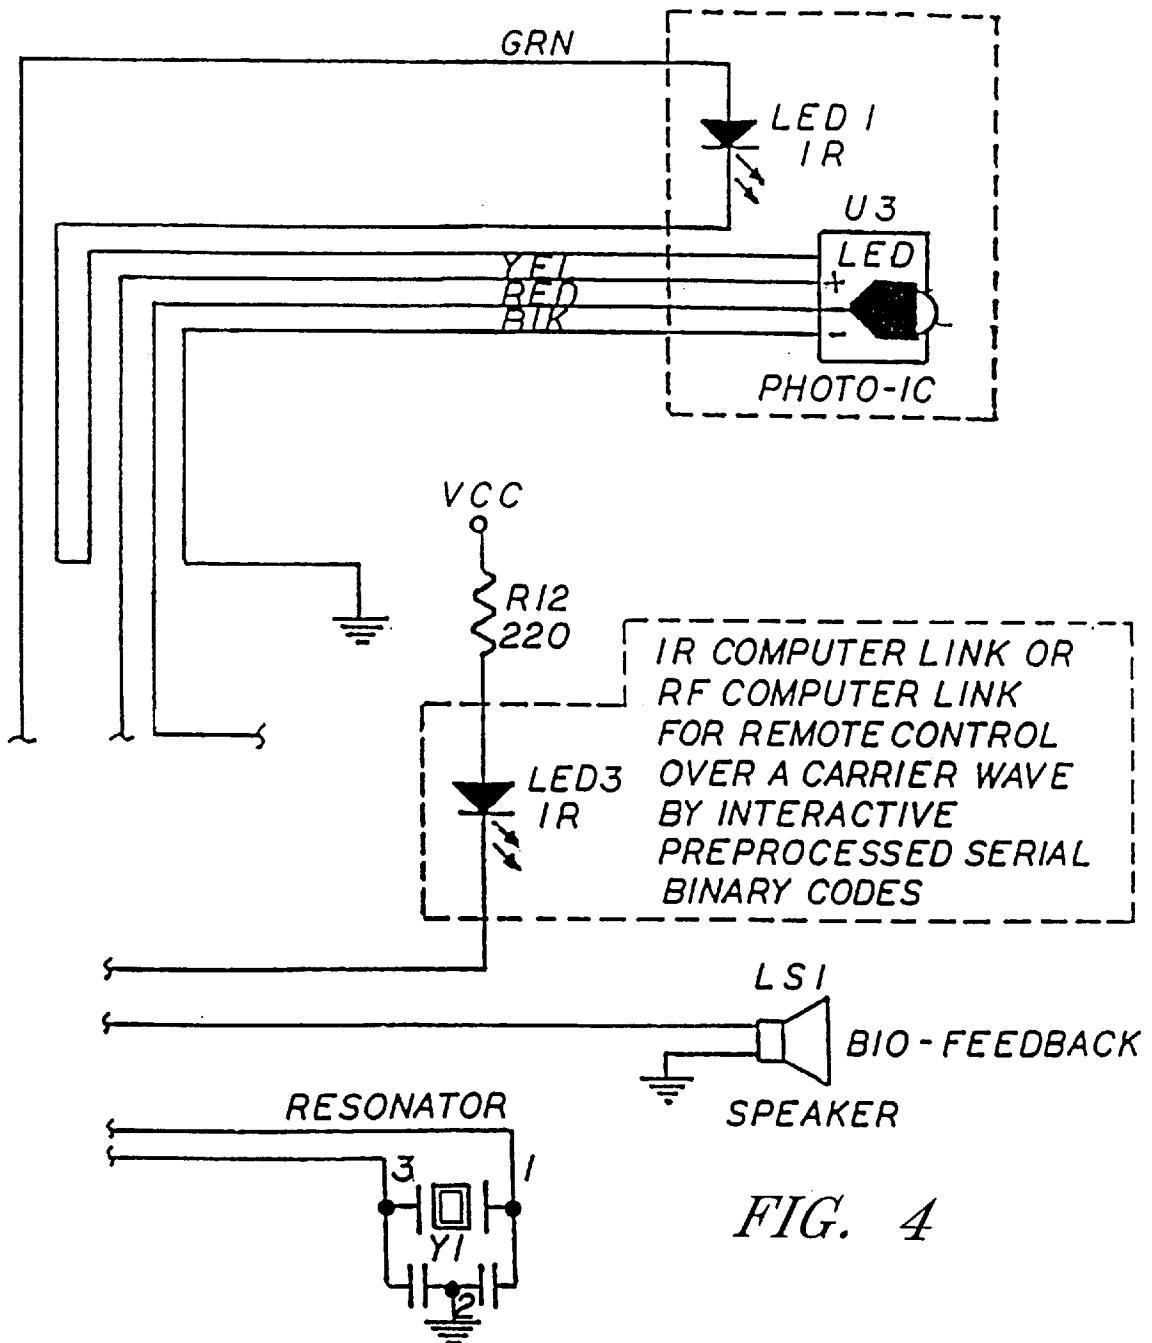 GRN
LED 1
IR
U3
LED
YEL
+
RED
BLK
-
PHOTO-IC
VCC
R12
220
IR COMPUTER LINK OR
RF COMPUTER LINK
FOR REMOTE CONTROL
OVER A CARRIER WAVE
BY INTERACTIVE
PREPROCESSED SERIAL
BINARY CODES
LED3
IR
LS1
BIO-FEEDBACK
SPEAKER
RESONATOR
3 1
Y1
2
FIG. 4